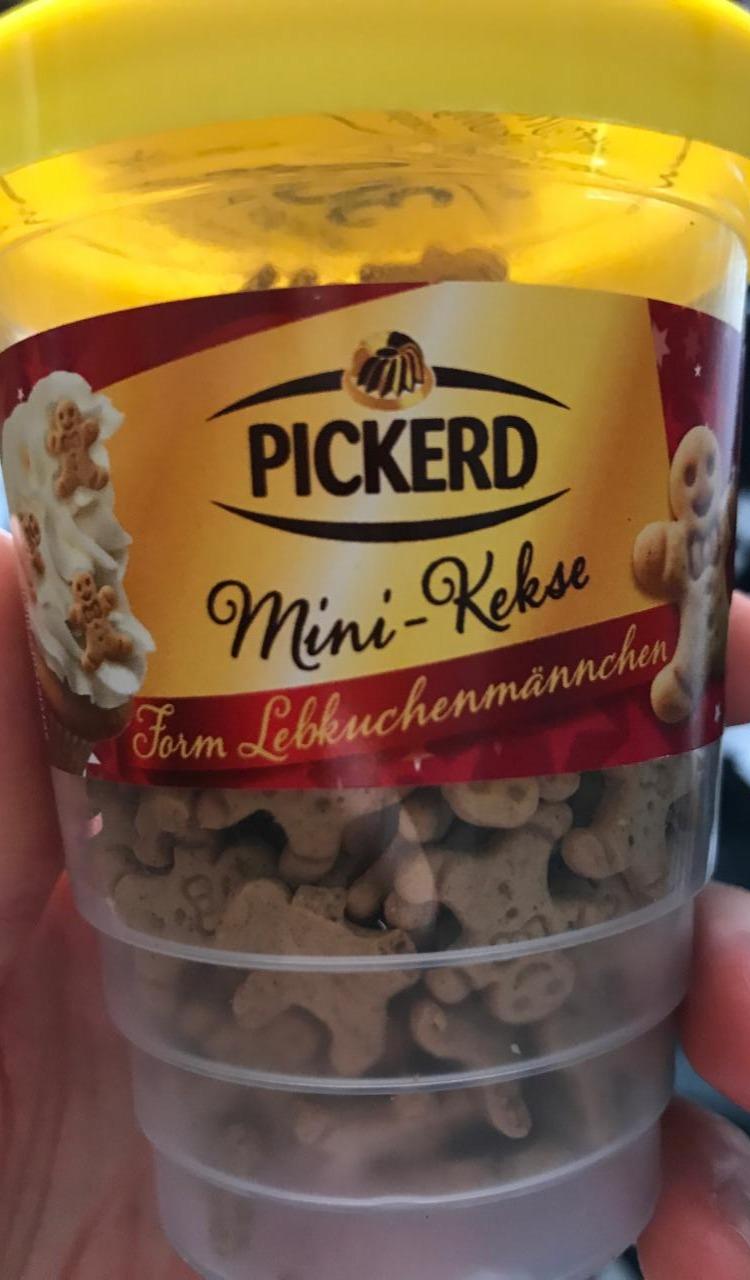 PICKERD
Mini-Kekse
Form Lebkuchenmännchen